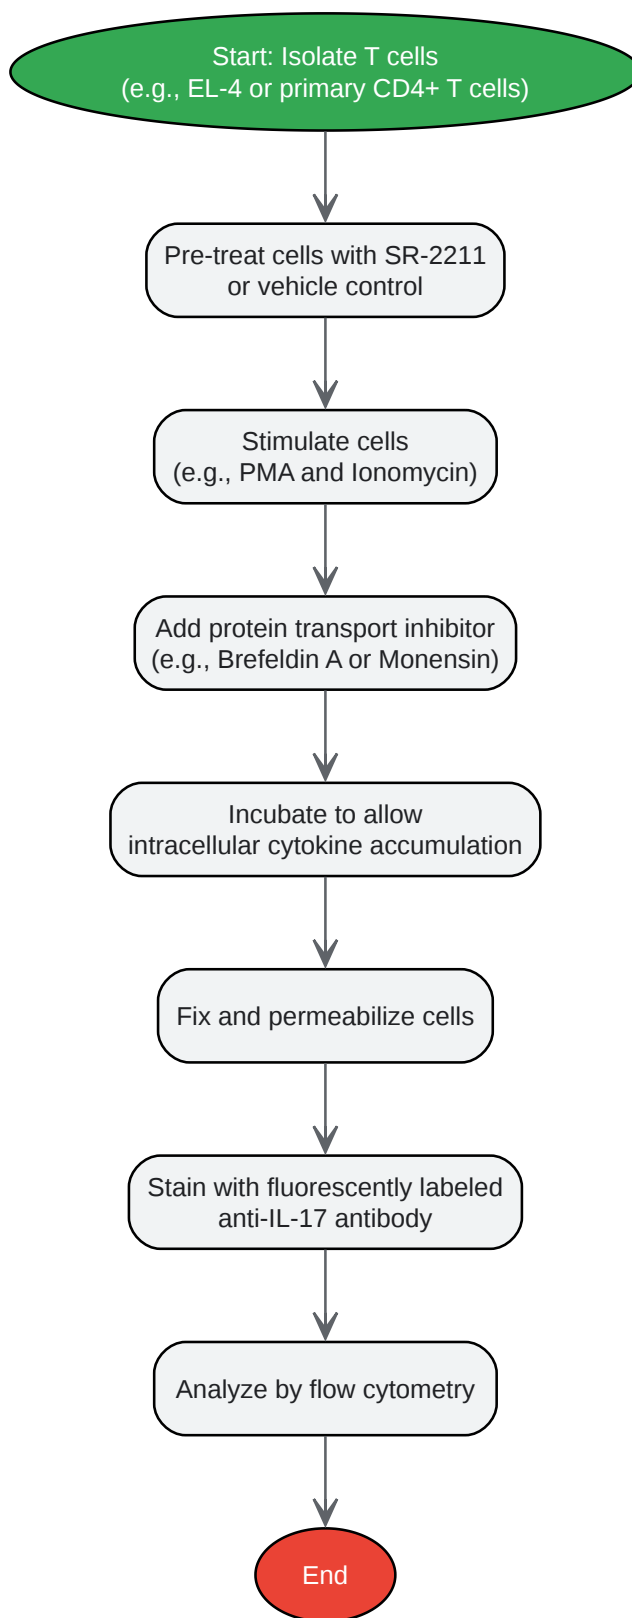 Start: Isolate T cells
(e.g., EL-4 or primary CD4+ T cells)
Pre-treat cells with SR-2211
or vehicle control
Stimulate cells
(e.g., PMA and Ionomycin)
Add protein transport inhibitor
(e.g., Brefeldin A or Monensin)
Incubate to allow
intracellular cytokine accumulation
Fix and permeabilize cells
Stain with fluorescently labeled
anti-IL-17 antibody
Analyze by flow cytometry
End